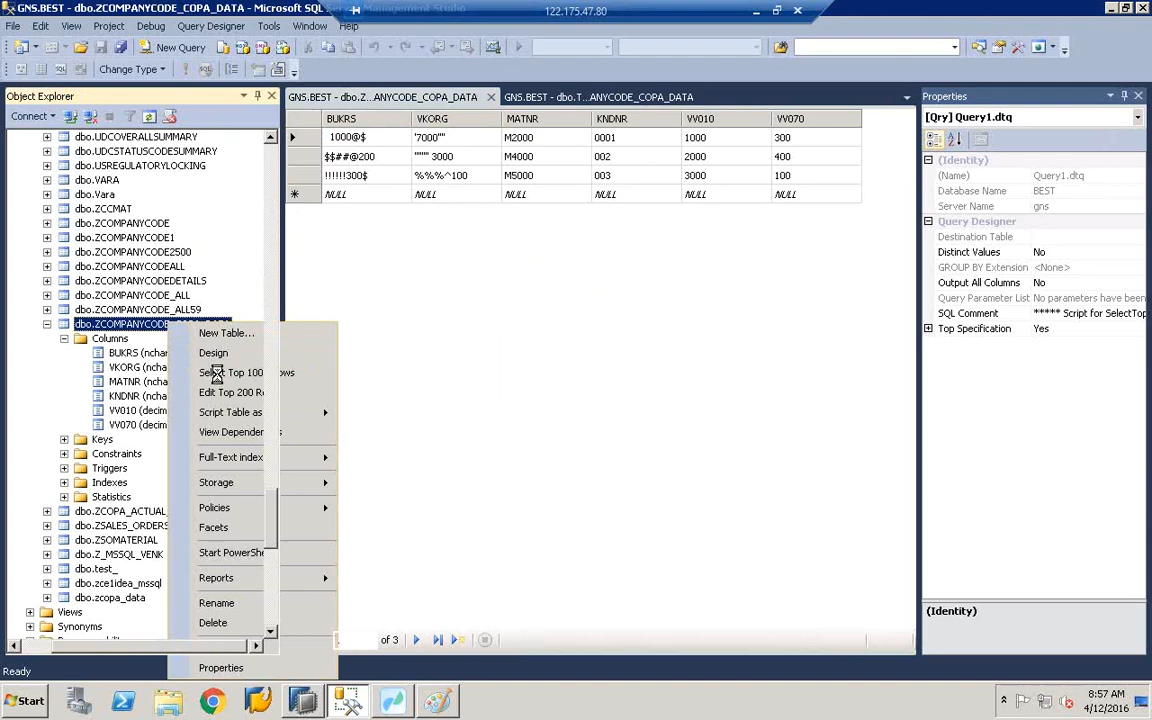 GNS.BEST - dbo.ZCOMPANYCODE_COPA_DATA - Microsoft SQL Server Management Studio
122.175.47.80
File Edit View Project Debug Query Designer Tools Window Help
New Query
Change Type
Object Explorer
Connect
dbo.UDCOVERALLSUMMARY
dbo.UDCSTATUSCODESUMMARY
dbo.USREGULATORYLOCKING
dbo.VARA
dbo.Vara
dbo.ZCCMAT
dbo.ZCOMPANYCODE
dbo.ZCOMPANYCODE1
dbo.ZCOMPANYCODE2500
dbo.ZCOMPANYCODEALL
dbo.ZCOMPANYCODEDETAILS
dbo.ZCOMPANYCODE_ALL
dbo.ZCOMPANYCODE_ALL59
dbo.ZCOMPANYCODE
Columns
BUKRS (nchar
VKORG (nchar
MATNR (nchar
KNDNR (nchar
VV010 (decim
VV070 (decim
Keys
Constraints
Triggers
Indexes
Statistics
dbo.ZCOPA_ACTUAL_
dbo.ZSALES_ORDERS
dbo.ZSOMATERIAL
dbo.Z_MSSQL_VENK
dbo.test_
dbo.zce1idea_mssql
dbo.zcopa_data
Views
Synonyms
New Table...
Design
Select Top 1000 Rows
Edit Top 200 Ro
Script Table as
View Dependencies
Full-Text index
Storage
Policies
Facets
Start PowerShe
Reports
Rename
Delete
Properties
GNS.BEST - dbo.Z...ANYCODE_COPA_DATA
GNS.BEST - dbo.T...ANYCODE_COPA_DATA
BUKRS VKORG MATNR KNDNR VV010 VV070
1000@$ '7000"" M2000 0001 1000 300
$$##@200 """" 3000 M4000 002 2000 400
!!!!!!300$ %%%^100 M5000 003 3000 100
NULL NULL NULL NULL NULL NULL
of 3
Properties
[Qry] Query1.dtq
(Identity)
(Name) Query1.dtq
Database Name BEST
Server Name gns
Query Designer
Destination Table
Distinct Values No
GROUP BY Extension <None>
Output All Columns No
Query Parameter List No parameters have been
SQL Comment ***** Script for SelectTop
Top Specification Yes
(Identity)
Ready
Start
8:57 AM
4/12/2016